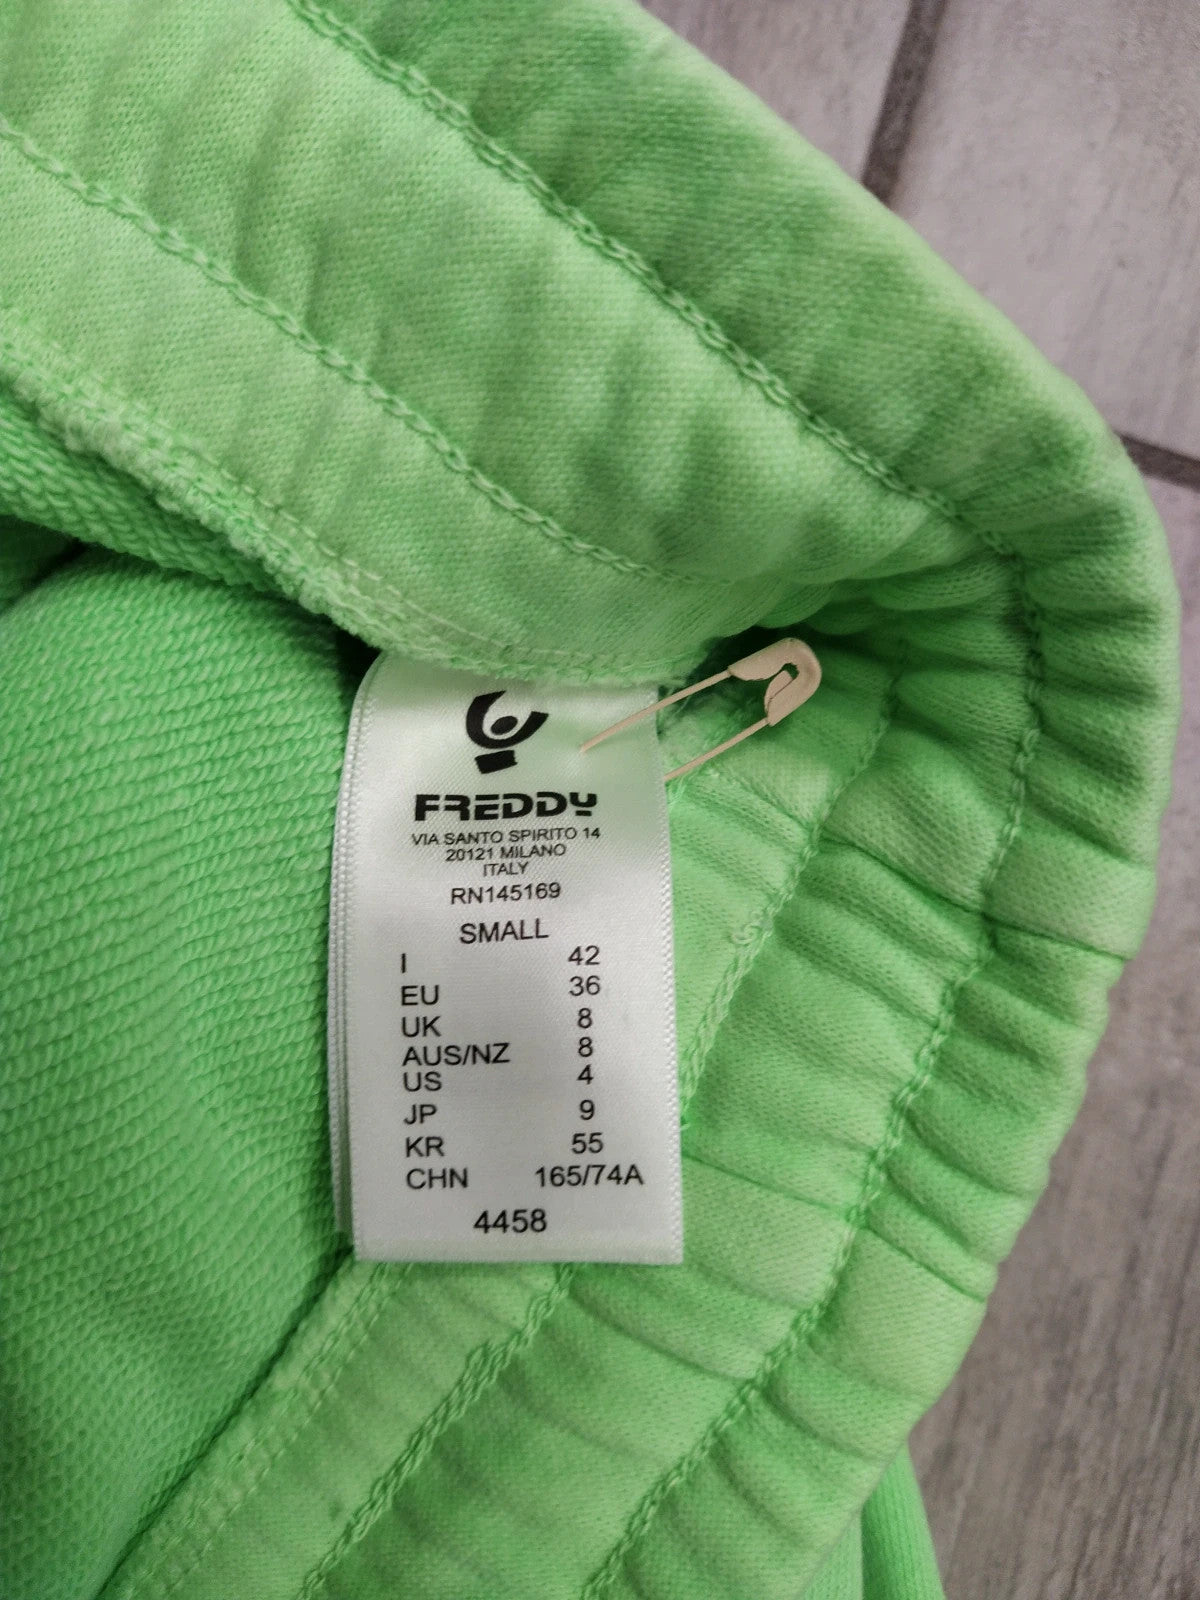 FREDDY
VIA SANTO SPIRITO 14
20121 MILANO
ITALY
RN145169
SMALL
I 42
EU 36
UK 8
AUS/NZ 8
US 4
JP 9
KR 55
CHN 165/74A
4458